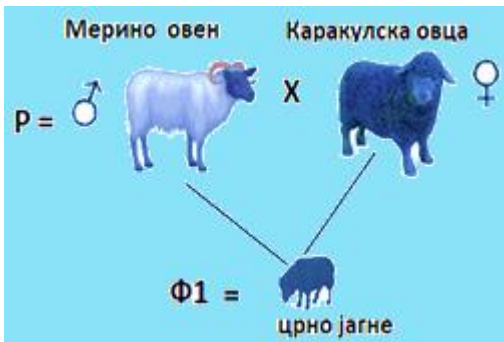 Мерино овен Каракулска овца
P = ♂ X ♀
Ф1 =
црно јагне